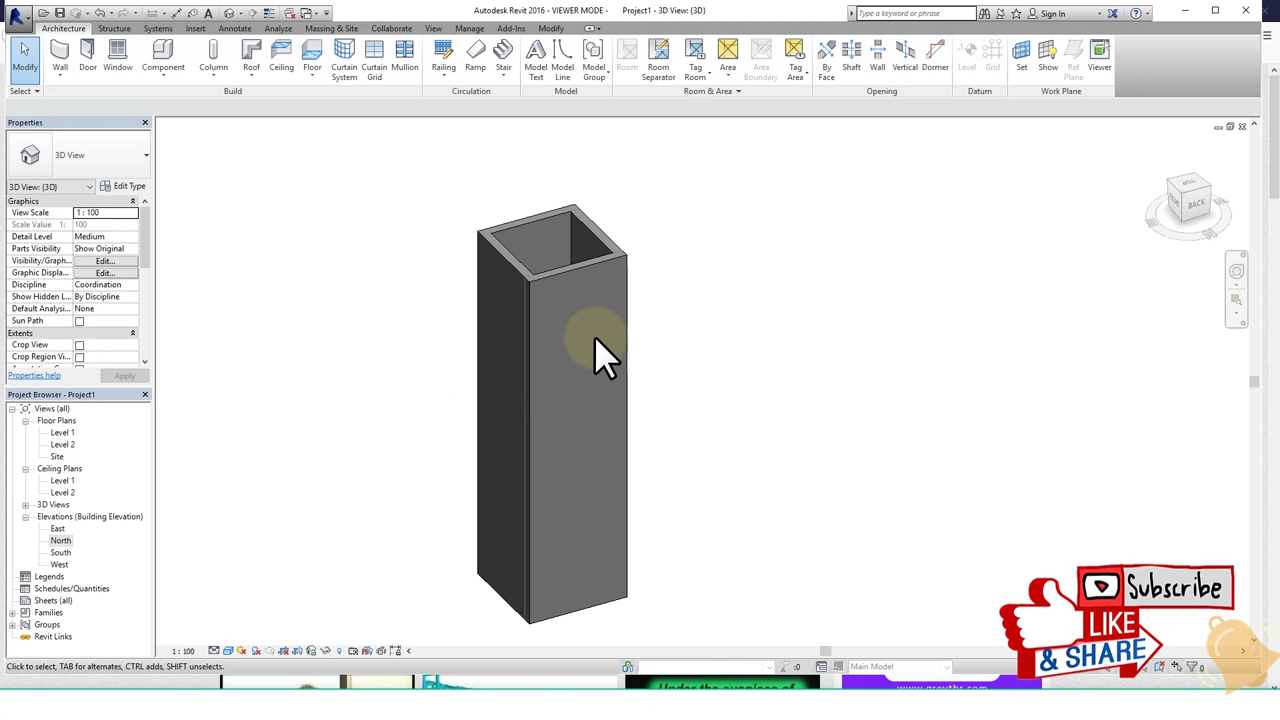 Autodesk Revit 2016 - VIEWER MODE - Project1 - 3D View: {3D}
Type a keyword or phrase
Sign In
Architecture Structure Systems Insert Annotate Analyze Massing & Site Collaborate View Manage Add-Ins Modify
Modify Wall Door Window Component Column Roof Ceiling Floor Curtain System Curtain Grid Mullion Railing Ramp Stair Model Text Model Line Model Group Room Room Separator Tag Room Area Area Boundary Tag Area By Face Shaft Wall Vertical Dormer Level Grid Set Show Ref Plane Viewer
Select Build Circulation Model Room & Area Opening Datum Work Plane
Properties
3D View
3D View: {3D} Edit Type
Graphics
View Scale 1 : 100
Scale Value 1: 100
Detail Level Medium
Parts Visibility Show Original
Visibility/Graph... Edit...
Graphic Displa... Edit...
Discipline Coordination
Show Hidden L... By Discipline
Default Analysi... None
Sun Path
Extents
Crop View
Crop Region Vi...
Properties help Apply
Project Browser - Project1
Views (all)
Floor Plans
Level 1
Level 2
Site
Ceiling Plans
Level 1
Level 2
3D Views
Elevations (Building Elevation)
East
North
South
West
Legends
Schedules/Quantities
Sheets (all)
Families
Groups
Revit Links
TOP
BACK
1 : 100
Click to select, TAB for alternates, CTRL adds, SHIFT unselects.
:0
Main Model
:0
Subscribe
LIKE
& SHARE
Under the auspices of